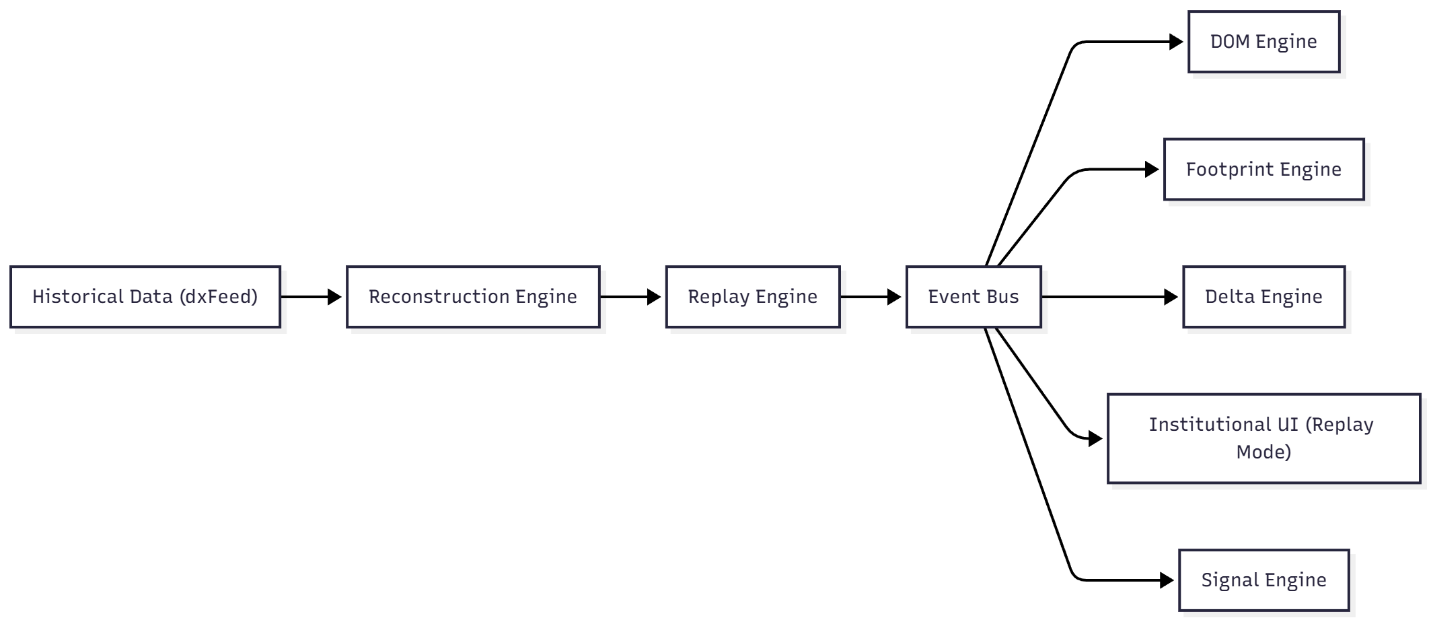 DOM Engine
Footprint Engine
Historical Data (dxFeed)
Reconstruction Engine
Replay Engine
Event Bus
Delta Engine
Institutional UI (Replay
Mode)
Signal Engine